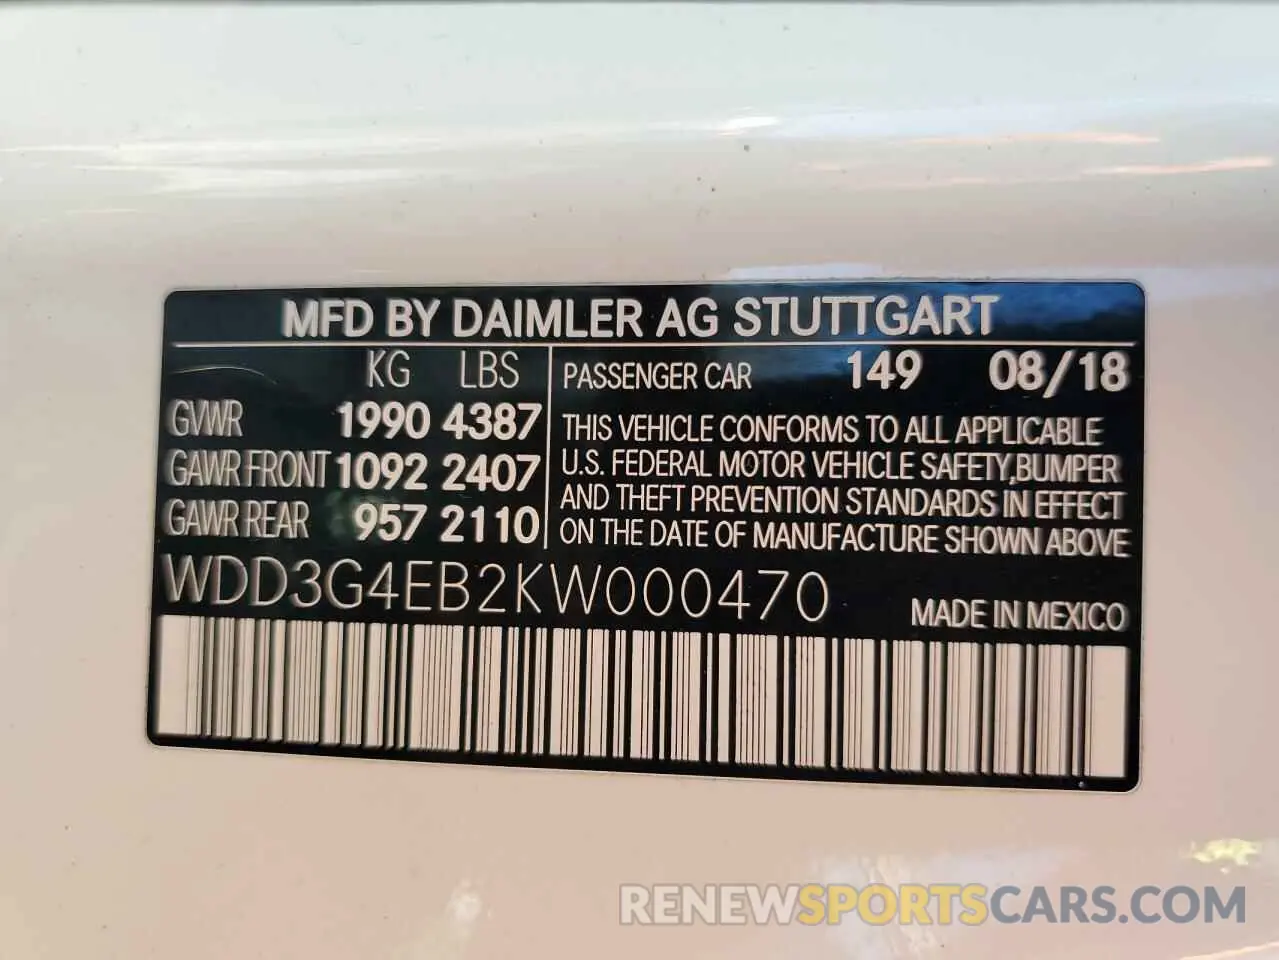 MFD BY DAIMLER AG STUTTGART
KG LBS
GVWR 1990 4387
GAWR FRONT 1092 2407
GAWR REAR 957 2110
PASSENGER CAR 149 08/18
THIS VEHICLE CONFORMS TO ALL APPLICABLE
U.S. FEDERAL MOTOR VEHICLE SAFETY,BUMPER
AND THEFT PREVENTION STANDARDS IN EFFECT
ON THE DATE OF MANUFACTURE SHOWN ABOVE
WDD3G4EB2KW000470
MADE IN MEXICO
RENEWSPORTSCARS.COM